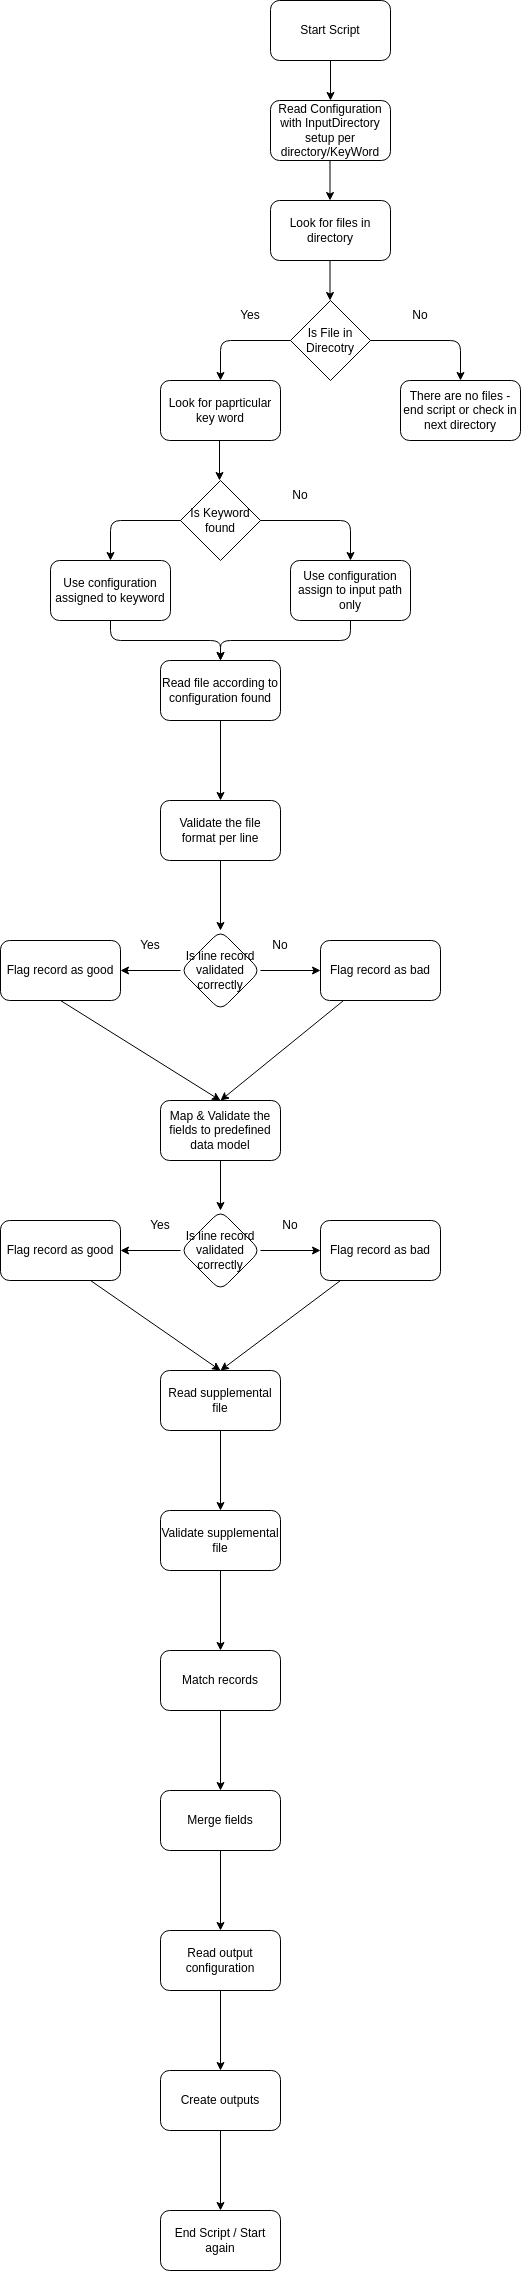 Start Script
Read Configuration
with InputDirectory
setup per
directory/KeyWord
Look for files in
directory
Yes
No
Is File in
Direcotry
Look for paprticular
key word
There are no files -
end script or check in
next directory
No
Is Keyword
found
Use configuration
assigned to keyword
Use configuration
assign to input path
only
Read file according to
configuration found
Validate the file
format per line
Yes
No
Flag record as good
Is line record
validated
correctly
Flag record as bad
Map & Validate the
fields to predefined
data model
Yes
No
Flag record as good
Is line record
validated
correctly
Flag record as bad
Read supplemental
file
Validate supplemental
file
Match records
Merge fields
Read output
configuration
Create outputs
End Script / Start
again